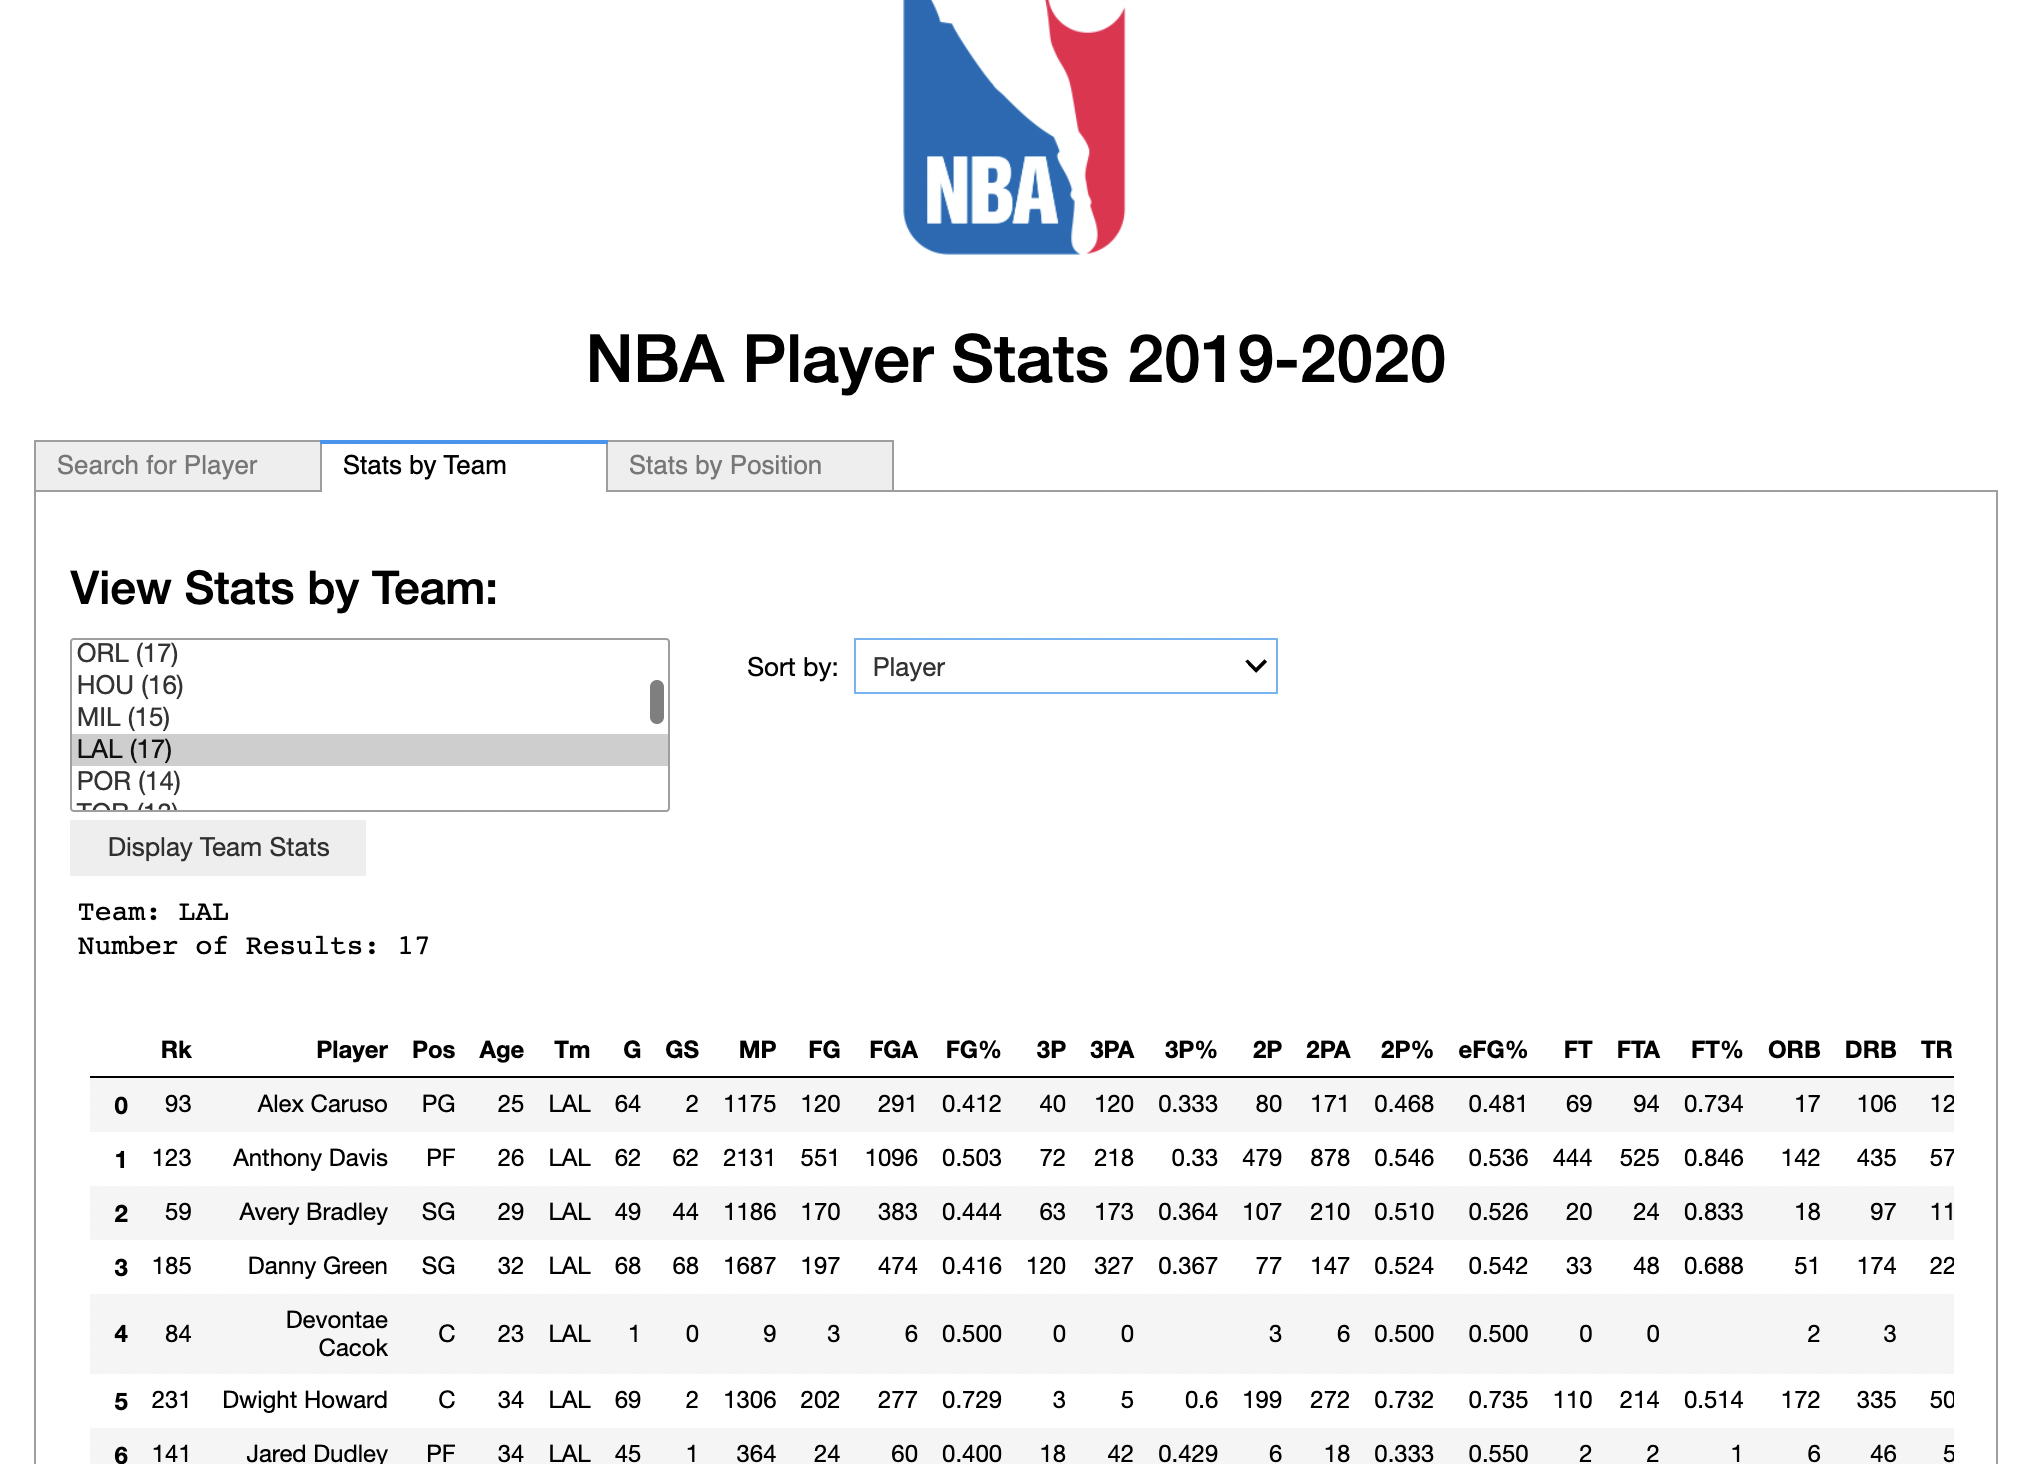 NBA
NBA Player Stats 2019-2020
Search for Player Stats by Team Stats by Position
View Stats by Team:
ORL (17)
HOU (16)
MIL (15)
LAL (17)
POR (14)
TOR (13)
Sort by: Player
Display Team Stats
Team: LAL
Number of Results: 17
Rk Player Pos Age Tm G GS MP FG FGA FG% 3P 3PA 3P% 2P 2PA 2P% eFG% FT FTA FT% ORB DRB TR
0 93 Alex Caruso PG 25 LAL 64 2 1175 120 291 0.412 40 120 0.333 80 171 0.468 0.481 69 94 0.734 17 106 12
1 123 Anthony Davis PF 26 LAL 62 62 2131 551 1096 0.503 72 218 0.33 479 878 0.546 0.536 444 525 0.846 142 435 57
2 59 Avery Bradley SG 29 LAL 49 44 1186 170 383 0.444 63 173 0.364 107 210 0.510 0.526 20 24 0.833 18 97 11
3 185 Danny Green SG 32 LAL 68 68 1687 197 474 0.416 120 327 0.367 77 147 0.524 0.542 33 48 0.688 51 174 22
4 84 Devontae Cacok C 23 LAL 1 0 9 3 6 0.500 0 0 3 6 0.500 0.500 0 0 2 3
5 231 Dwight Howard C 34 LAL 69 2 1306 202 277 0.729 3 5 0.6 199 272 0.732 0.735 110 214 0.514 172 335 50
6 141 Jared Dudley PF 34 LAL 45 1 364 24 60 0.400 18 42 0.429 6 18 0.333 0.550 2 2 1 6 46 5